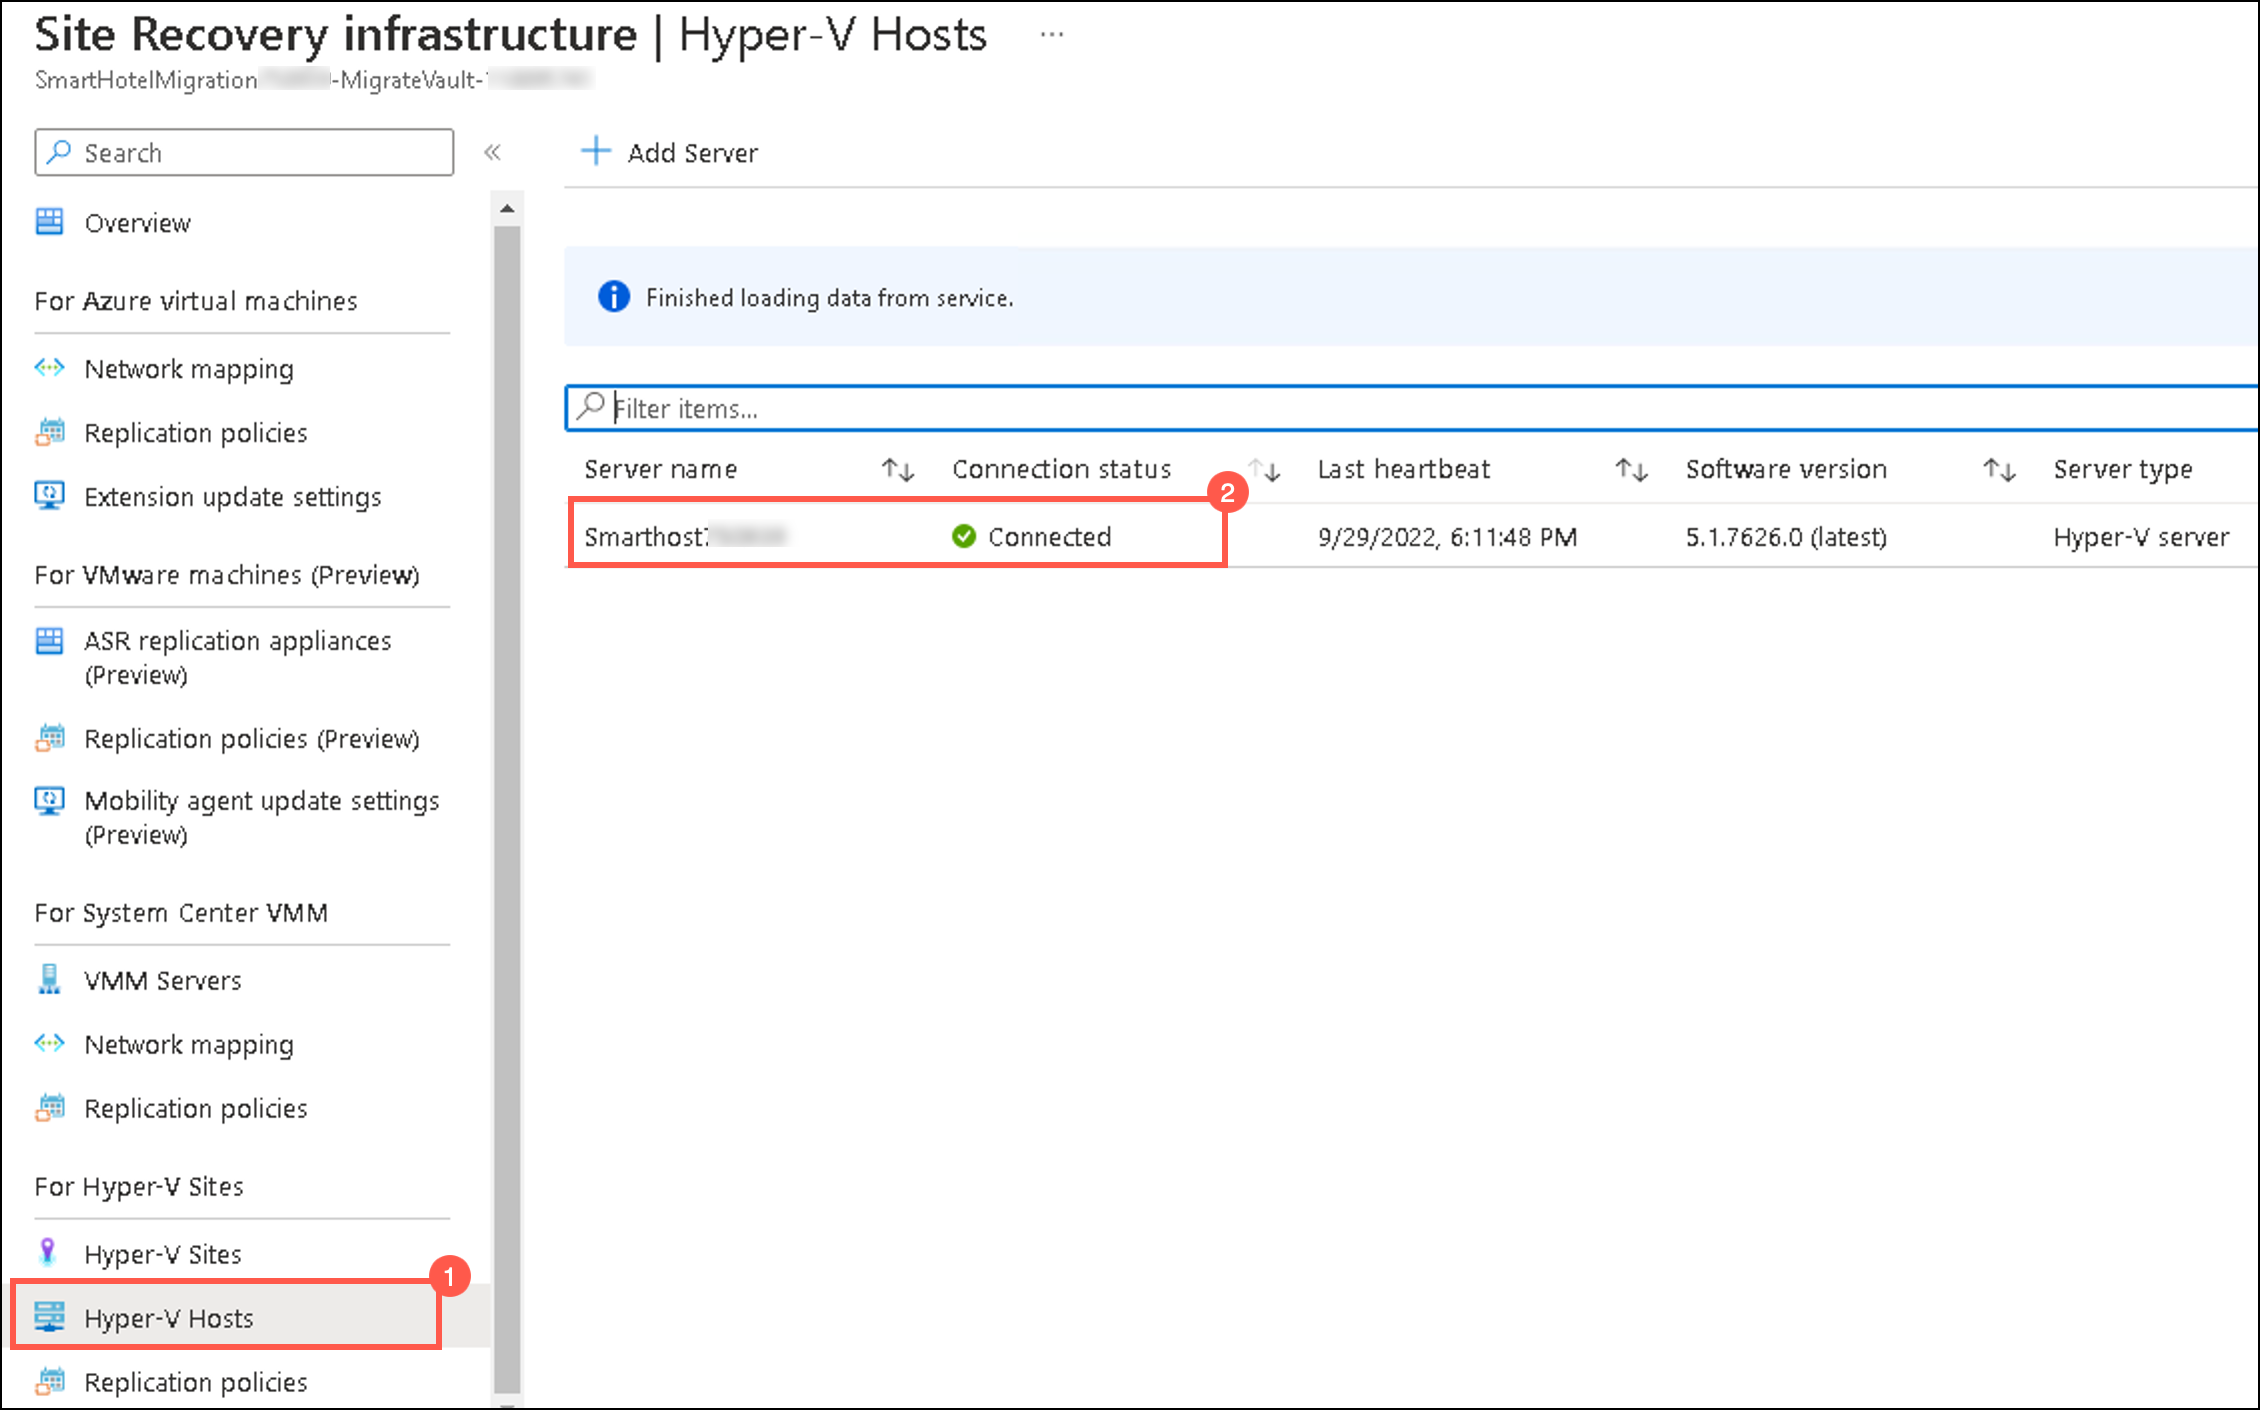 Site Recovery infrastructure | Hyper-V Hosts ...
SmartHotelMigration -MigrateVault-
Search
«
Add Server
Overview
Finished loading data from service.
For Azure virtual machines
Network mapping
Replication policies
Extension update settings
Filter items...
Server name Connection status Last heartbeat Software version Server type
2
Smarthost Connected 9/29/2022, 6:11:48 PM 5.1.7626.0 (latest) Hyper-V server
For VMware machines (Preview)
ASR replication appliances
(Preview)
Replication policies (Preview)
Mobility agent update settings
(Preview)
For System Center VMM
VMM Servers
Network mapping
Replication policies
For Hyper-V Sites
Hyper-V Sites
1
Hyper-V Hosts
Replication policies